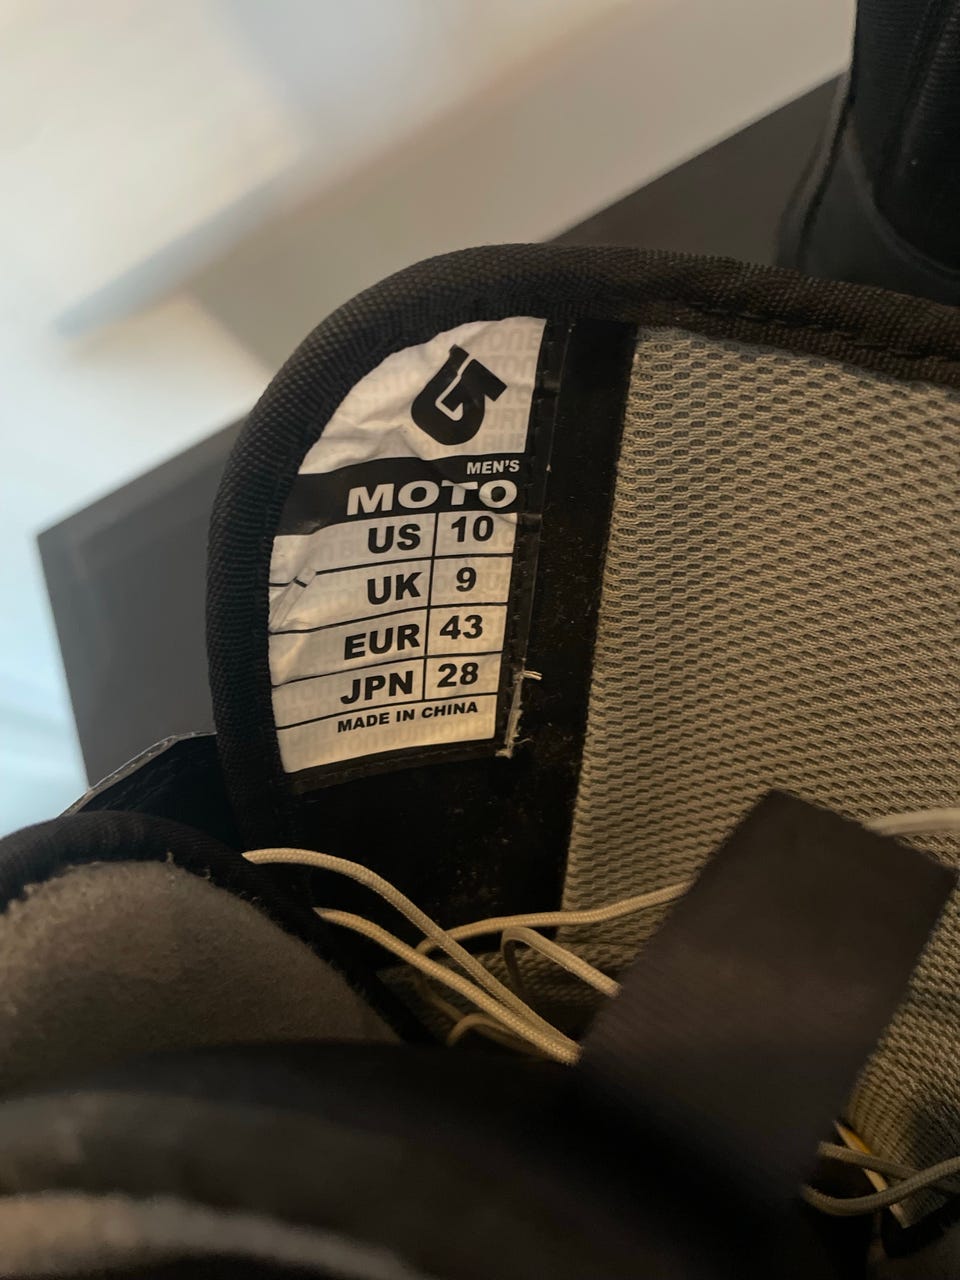 MEN'S
MOTO
US 10
UK 9
EUR 43
JPN 28
MADE IN CHINA